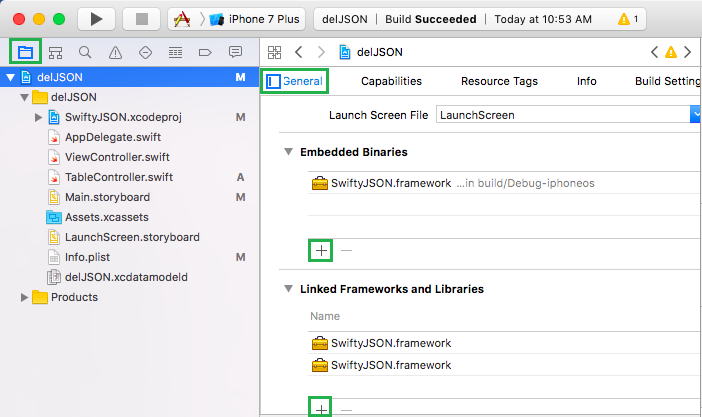 iPhone 7 Plus
delJSON | Build Succeeded | Today at 10:53 AM 1
delJSON M
delJSON
SwiftyJSON.xcodeproj M
AppDelegate.swift
ViewController.swift
TableController.swift A
Main.storyboard M
Assets.xcassets
LaunchScreen.storyboard
Info.plist M
delJSON.xcdatamodeld
Products
delJSON
General Capabilities Resource Tags Info Build Setting
Launch Screen File LaunchScreen
Embedded Binaries
SwiftyJSON.framework ...in build/Debug-iphoneos
Linked Frameworks and Libraries
Name
SwiftyJSON.framework
SwiftyJSON.framework